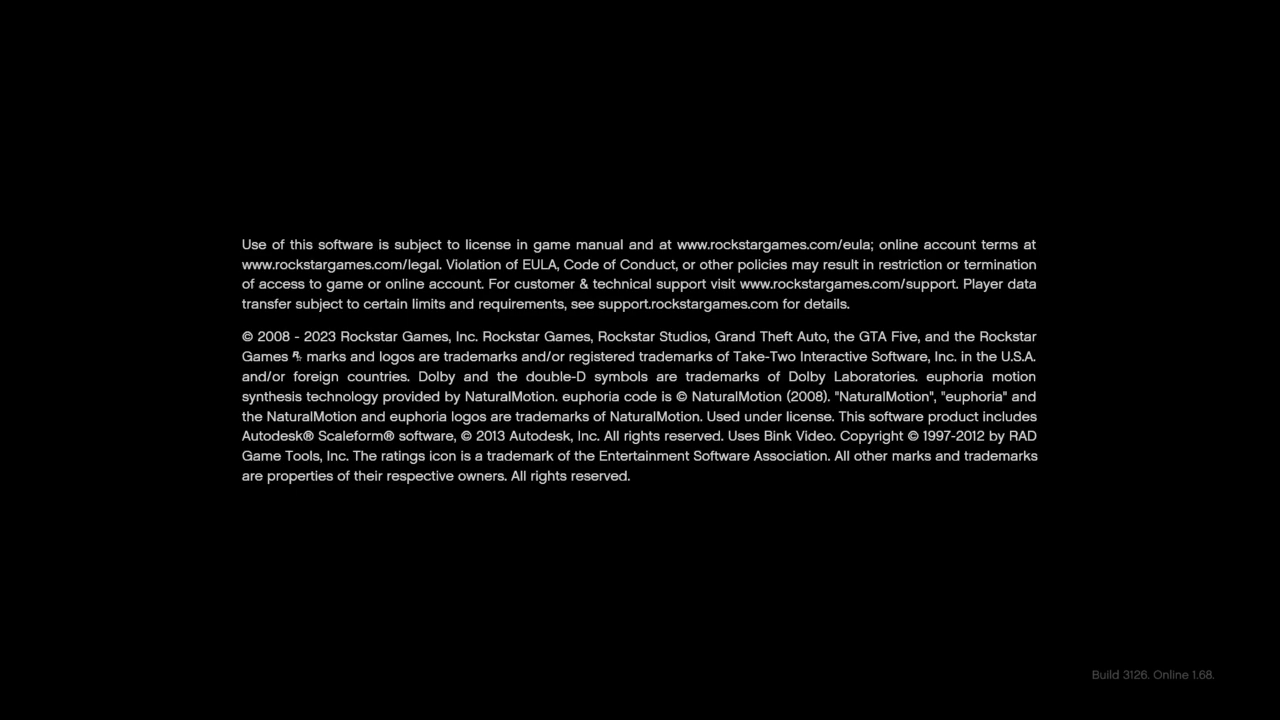 Use of this software is subject to license in game manual and at www.rockstargames.com/eula; online account terms at
www.rockstargames.com/legal. Violation of EULA, Code of Conduct, or other policies may result in restriction or termination
of access to game or online account. For customer & technical support visit www.rockstargames.com/support. Player data
transfer subject to certain limits and requirements, see support.rockstargames.com for details.
© 2008 - 2023 Rockstar Games, Inc. Rockstar Games, Rockstar Studios, Grand Theft Auto, the GTA Five, and the Rockstar
Games R* marks and logos are trademarks and/or registered trademarks of Take-Two Interactive Software, Inc. in the U.S.A.
and/or foreign countries. Dolby and the double-D symbols are trademarks of Dolby Laboratories. euphoria motion
synthesis technology provided by NaturalMotion. euphoria code is © NaturalMotion (2008). "NaturalMotion", "euphoria" and
the NaturalMotion and euphoria logos are trademarks of NaturalMotion. Used under license. This software product includes
Autodesk® Scaleform® software, © 2013 Autodesk, Inc. All rights reserved. Uses Bink Video. Copyright © 1997-2012 by RAD
Game Tools, Inc. The ratings icon is a trademark of the Entertainment Software Association. All other marks and trademarks
are properties of their respective owners. All rights reserved.
Build 3126. Online 1.68.